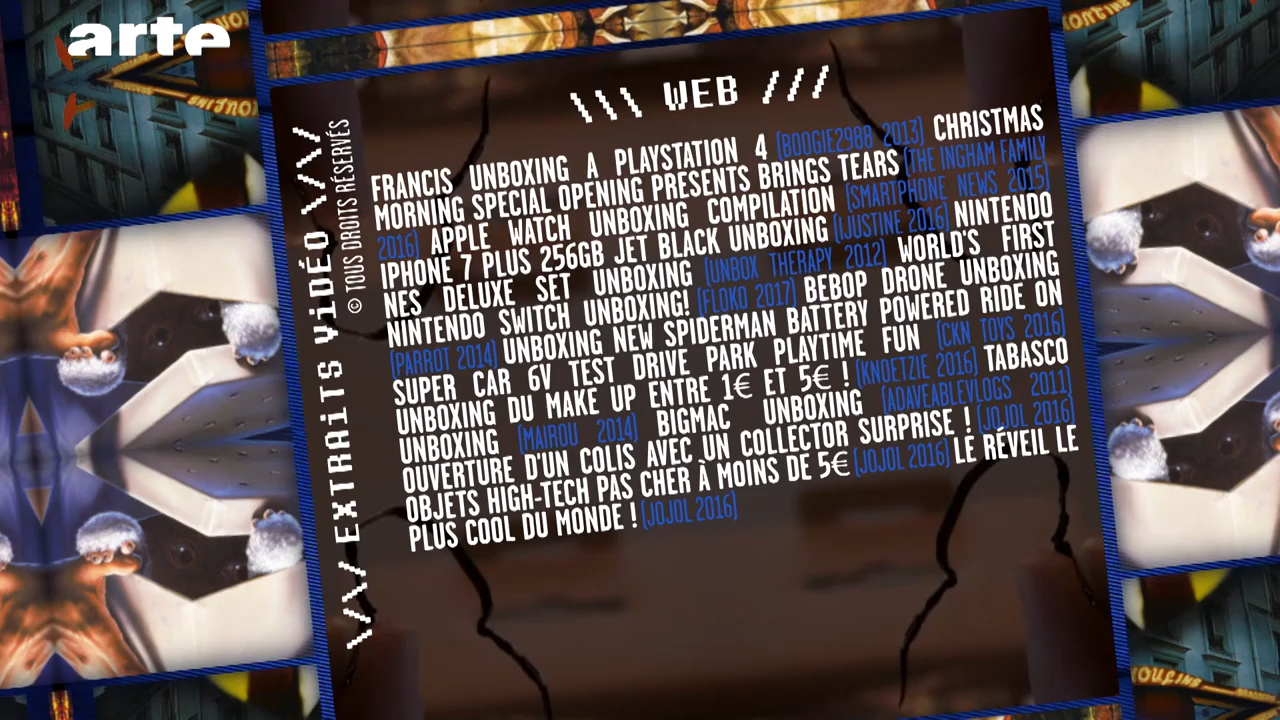 arte
\\\ WEB ///
\/\/ EXTRAiTS ViDÉO \/\/
© TOUS DROITS RÉSERVÉS
FRANCIS UNBOXING A PLAYSTATION 4 (BOOGIE2988 2013) CHRISTMAS
MORNING SPECIAL OPENING PRESENTS BRINGS TEARS (THE INGHAM FAMILY
2016) APPLE WATCH UNBOXING COMPILATION (SMARTPHONE NEWS 2015)
IPHONE 7 PLUS 256GB JET BLACK UNBOXING (IJUSTINE 2016) NINTENDO
NES DELUXE SET UNBOXING (UNBOX THERAPY 2012) WORLD'S FIRST
NINTENDO SWITCH UNBOXING! (FLOKO 2017) BEBOP DRONE UNBOXING
(PARROT 2014) UNBOXING NEW SPIDERMAN BATTERY POWERED RIDE ON
SUPER CAR 6V TEST DRIVE PARK PLAYTIME FUN (CKN TOYS 2016)
UNBOXING DU MAKE UP ENTRE 1€ ET 5€ ! (KNOETZIE 2016) TABASCO
UNBOXING (MAIROU 2014) BIGMAC UNBOXING (ADAVEABLEVLOGS 2011)
OUVERTURE D'UN COLIS AVEC UN COLLECTOR SURPRISE ! (JOJOL 2016)
OBJETS HIGH-TECH PAS CHER À MOINS DE 5€ (JOJOL 2016) LE RÉVEIL LE
PLUS COOL DU MONDE ! (JOJOL 2016)